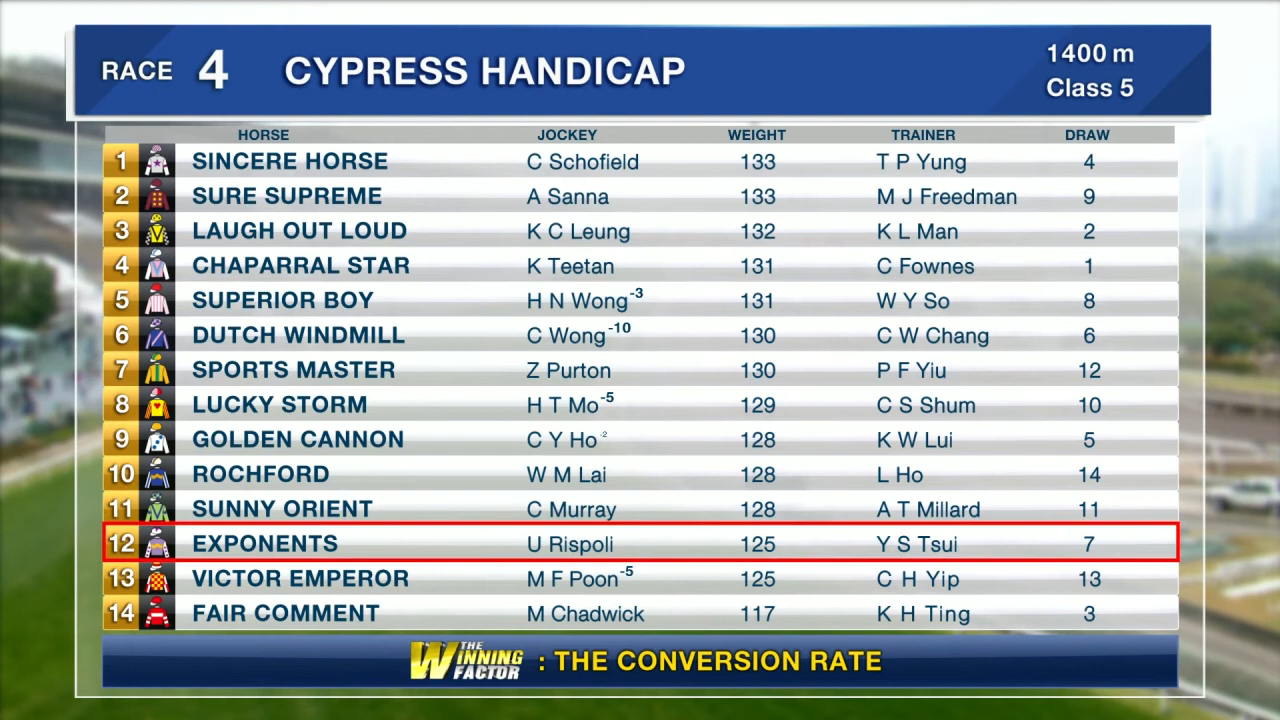 RACE 4 CYPRESS HANDICAP 1400 m
Class 5
HORSE JOCKEY WEIGHT TRAINER DRAW
1 SINCERE HORSE C Schofield 133 T P Yung 4
2 SURE SUPREME A Sanna 133 M J Freedman 9
3 LAUGH OUT LOUD K C Leung 132 K L Man 2
4 CHAPARRAL STAR K Teetan 131 C Fownes 1
5 SUPERIOR BOY H N Wong -3 131 W Y So 8
6 DUTCH WINDMILL C Wong -10 130 C W Chang 6
7 SPORTS MASTER Z Purton 130 P F Yiu 12
8 LUCKY STORM H T Mo -5 129 C S Shum 10
9 GOLDEN CANNON C Y Ho -2 128 K W Lui 5
10 ROCHFORD W M Lai 128 L Ho 14
11 SUNNY ORIENT C Murray 128 A T Millard 11
12 EXPONENTS U Rispoli 125 Y S Tsui 7
13 VICTOR EMPEROR M F Poon -5 125 C H Yip 13
14 FAIR COMMENT M Chadwick 117 K H Ting 3
THE WINNING FACTOR : THE CONVERSION RATE